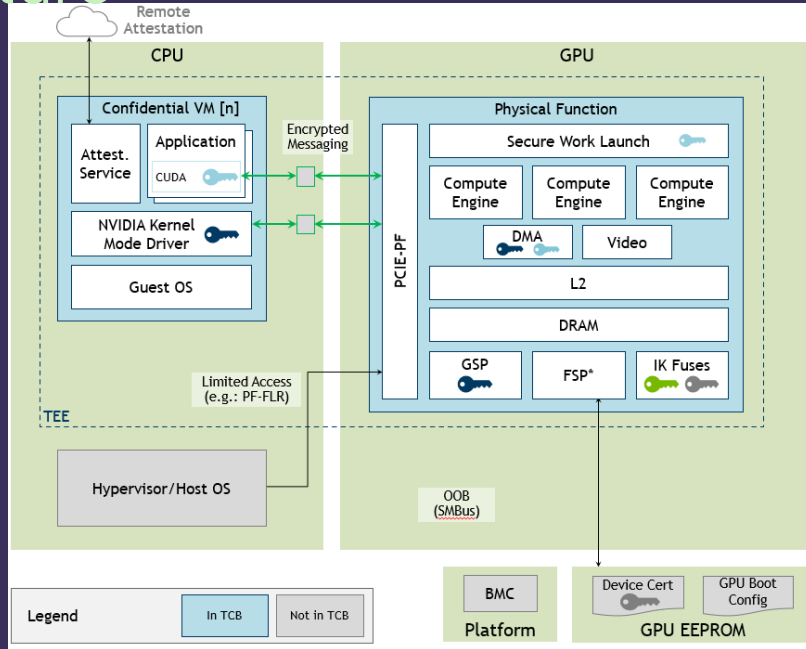 Remote
Attestation
CPU
GPU
Confidential VM [n]
Attest.
Service
Application
CUDA
NVIDIA Kernel
Mode Driver
Guest OS
Encrypted
Messaging
Physical Function
PCIE-PF
Secure Work Launch
Compute
Engine
Compute
Engine
Compute
Engine
DMA
Video
L2
DRAM
GSP
FSP*
IK Fuses
Limited Access
(e.g.: PF-FLR)
TEE
Hypervisor/Host OS
OOB
(SMBus)
Legend
In TCB
Not in TCB
BMC
Platform
Device Cert
GPU Boot
Config
GPU EEPROM